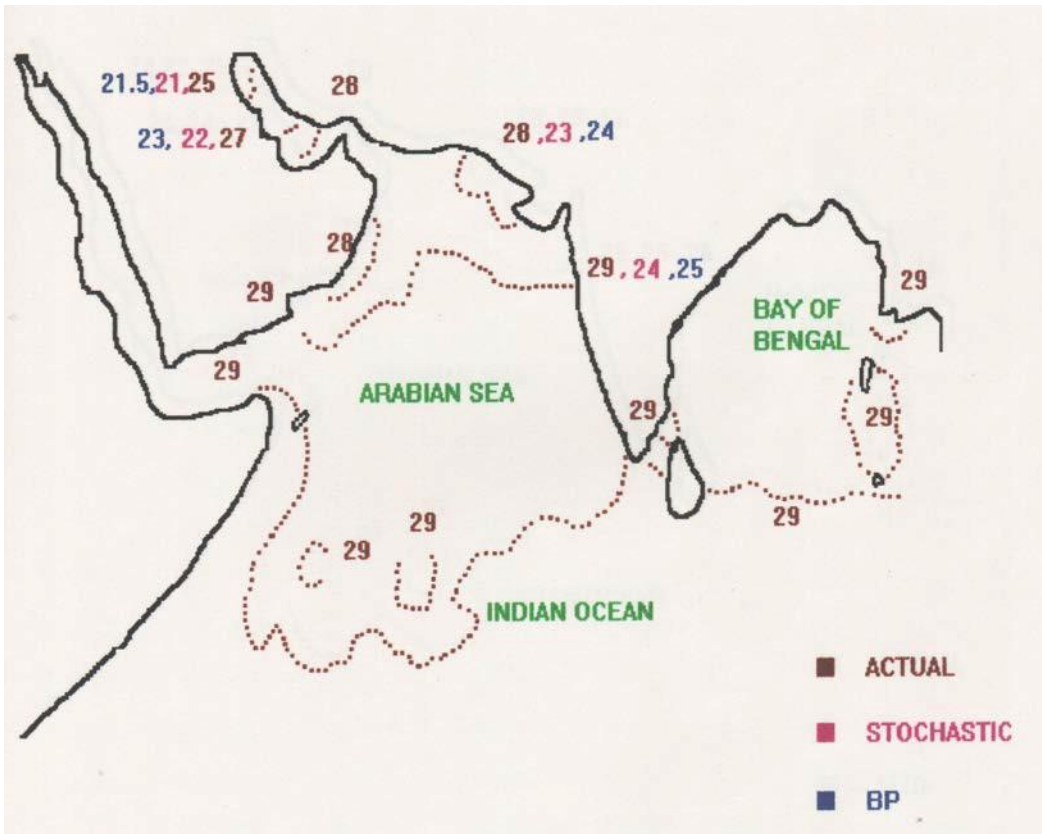 21.5,21,25
28
23, 22,27
28 ,23 ,24
28
29 , 24 ,25
29
29
BAY OF
BENGAL
29
ARABIAN SEA
29
29
29
29
29
INDIAN OCEAN
ACTUAL
STOCHASTIC
BP